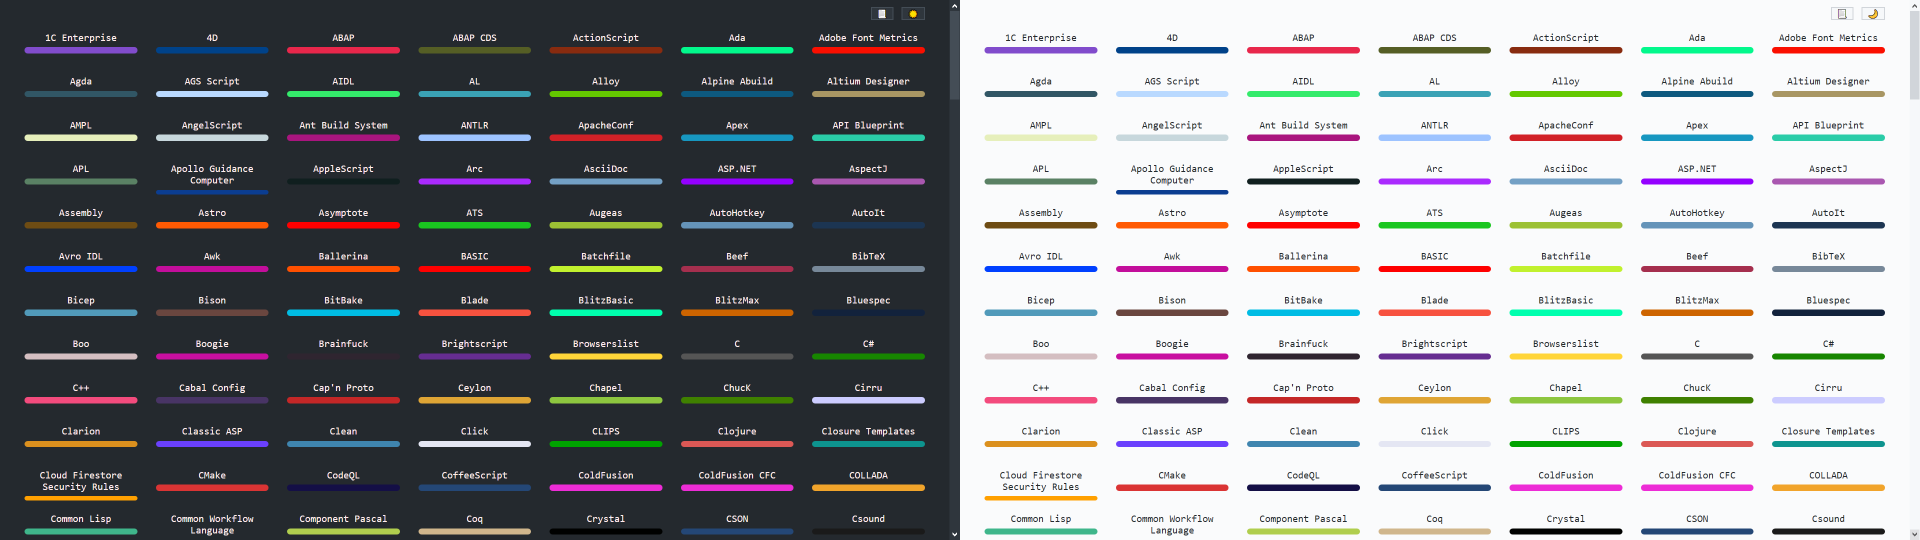 1C Enterprise 4D ABAP ABAP CDS ActionScript Ada Adobe Font Metrics
Agda AGS Script AIDL AL Alloy Alpine Abuild Altium Designer
AMPL AngelScript Ant Build System ANTLR ApacheConf Apex API Blueprint
APL Apollo Guidance AppleScript Arc AsciiDoc ASP.NET AspectJ
Computer
Assembly Astro Asymptote ATS Augeas AutoHotkey AutoIt
Avro IDL Awk Ballerina BASIC Batchfile Beef BibTeX
Bicep Bison BitBake Blade BlitzBasic BlitzMax Bluespec
Boo Boogie Brainfuck Brightscript Browserslist C C#
C++ Cabal Config Cap'n Proto Ceylon Chapel ChucK Cirru
Clarion Classic ASP Clean Click CLIPS Clojure Closure Templates
Cloud Firestore CMake CodeQL CoffeeScript ColdFusion ColdFusion CFC COLLADA
Security Rules
Common Lisp Common Workflow Component Pascal Coq Crystal CSON Csound
Language
1C Enterprise 4D ABAP ABAP CDS ActionScript Ada Adobe Font Metrics
Agda AGS Script AIDL AL Alloy Alpine Abuild Altium Designer
AMPL AngelScript Ant Build System ANTLR ApacheConf Apex API Blueprint
APL Apollo Guidance AppleScript Arc AsciiDoc ASP.NET AspectJ
Computer
Assembly Astro Asymptote ATS Augeas AutoHotkey AutoIt
Avro IDL Awk Ballerina BASIC Batchfile Beef BibTeX
Bicep Bison BitBake Blade BlitzBasic BlitzMax Bluespec
Boo Boogie Brainfuck Brightscript Browserslist C C#
C++ Cabal Config Cap'n Proto Ceylon Chapel ChucK Cirru
Clarion Classic ASP Clean Click CLIPS Clojure Closure Templates
Cloud Firestore CMake CodeQL CoffeeScript ColdFusion ColdFusion CFC COLLADA
Security Rules
Common Lisp Common Workflow Component Pascal Coq Crystal CSON Csound
Language